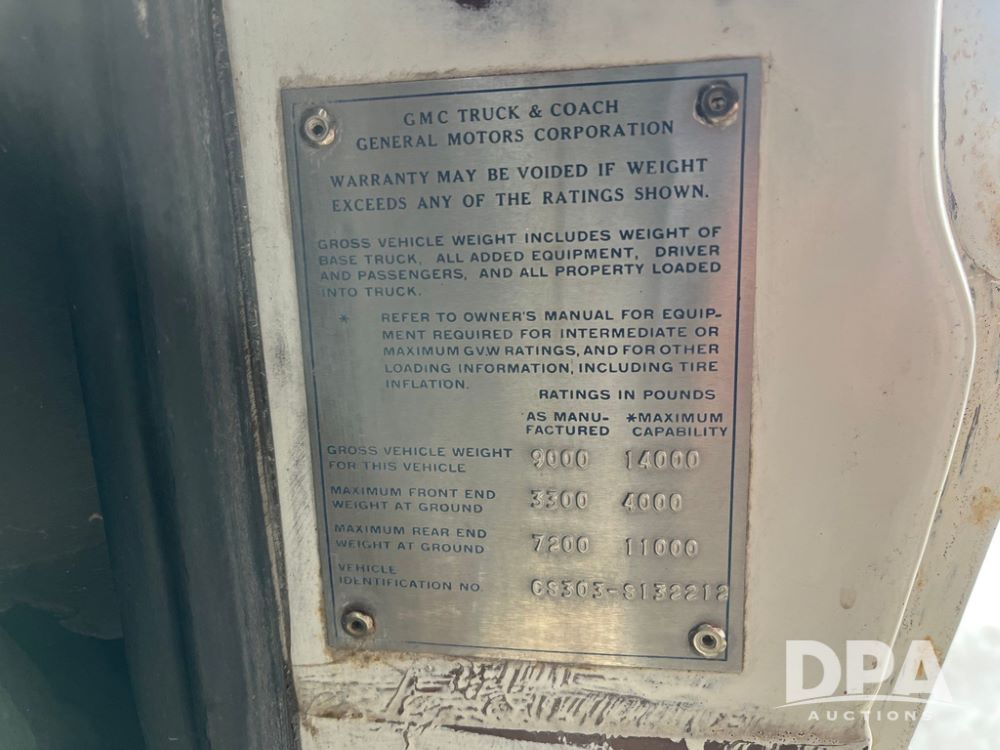 GMC TRUCK & COACH
GENERAL MOTORS CORPORATION
WARRANTY MAY BE VOIDED IF WEIGHT
EXCEEDS ANY OF THE RATINGS SHOWN.
GROSS VEHICLE WEIGHT INCLUDES WEIGHT OF
BASE TRUCK, ALL ADDED EQUIPMENT, DRIVER
AND PASSENGERS, AND ALL PROPERTY LOADED
INTO TRUCK.
* REFER TO OWNER'S MANUAL FOR EQUIP-
MENT REQUIRED FOR INTERMEDIATE OR
MAXIMUM G.V.W RATINGS, AND FOR OTHER
LOADING INFORMATION, INCLUDING TIRE
INFLATION.
RATINGS IN POUNDS
AS MANU- *MAXIMUM
FACTURED CAPABILITY
GROSS VEHICLE WEIGHT
FOR THIS VEHICLE 9000 14000
MAXIMUM FRONT END
WEIGHT AT GROUND 3300 4000
MAXIMUM REAR END
WEIGHT AT GROUND 7200 11000
VEHICLE
IDENTIFICATION NO. CS303-S132212
DPA
AUCTIONS